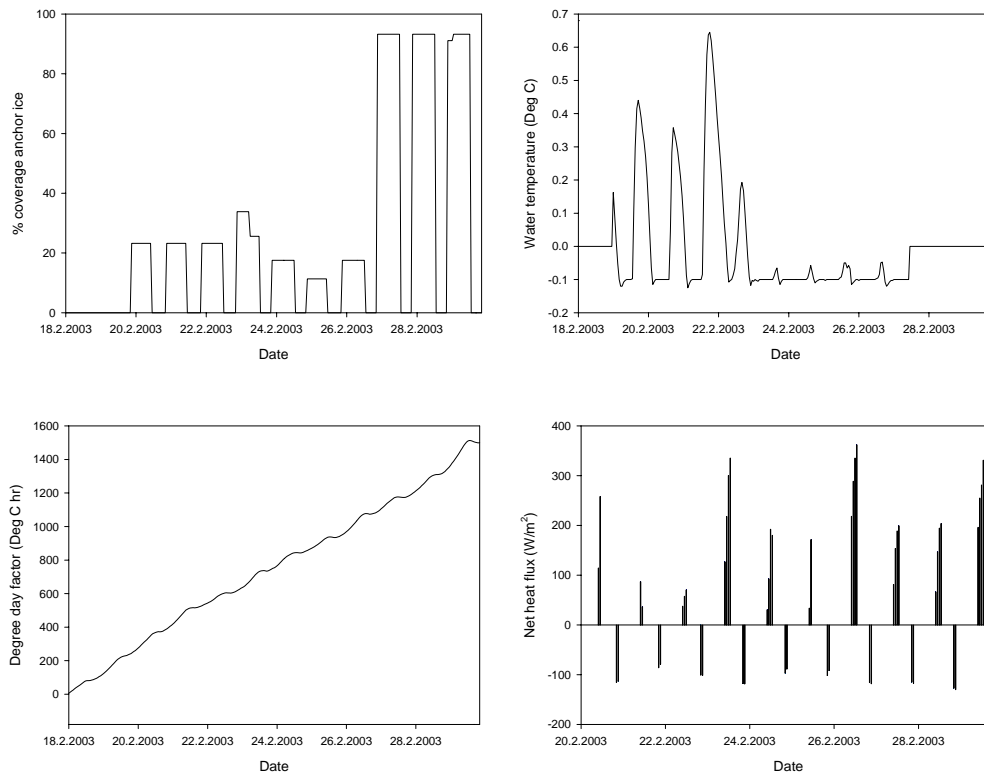 100
80
60
40
20
0
% coverage anchor ice
18.2.2003 20.2.2003 22.2.2003 24.2.2003 26.2.2003 28.2.2003
Date
0.7
0.6
0.5
0.4
0.3
0.2
0.1
0.0
-0.1
-0.2
Water temperature (Deg C)
18.2.2003 20.2.2003 22.2.2003 24.2.2003 26.2.2003 28.2.2003
Date
1600
1400
1200
1000
800
600
400
200
0
Degree day factor (Deg C hr)
18.2.2003 20.2.2003 22.2.2003 24.2.2003 26.2.2003 28.2.2003
Date
400
300
200
100
0
-100
-200
Net heat flux (W/m²)
20.2.2003 22.2.2003 24.2.2003 26.2.2003 28.2.2003
Date